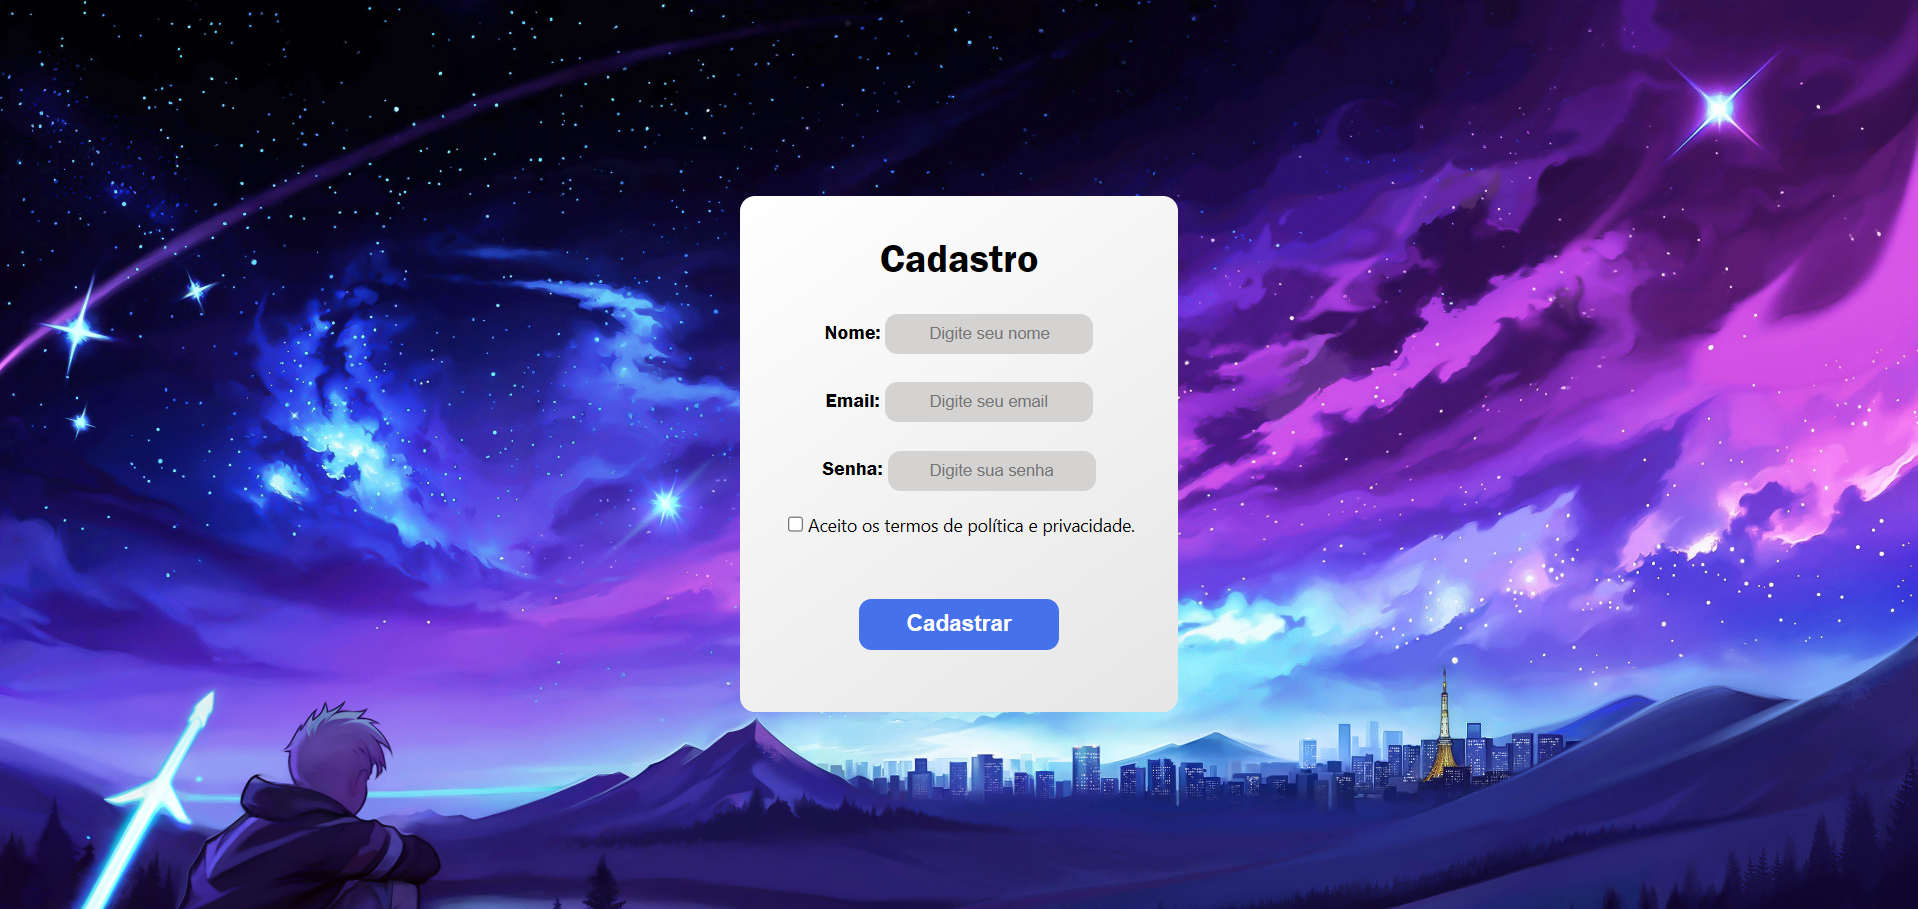 Cadastro
Nome: Digite seu nome
Email: Digite seu email
Senha: Digite sua senha
Aceito os termos de política e privacidade.
Cadastrar